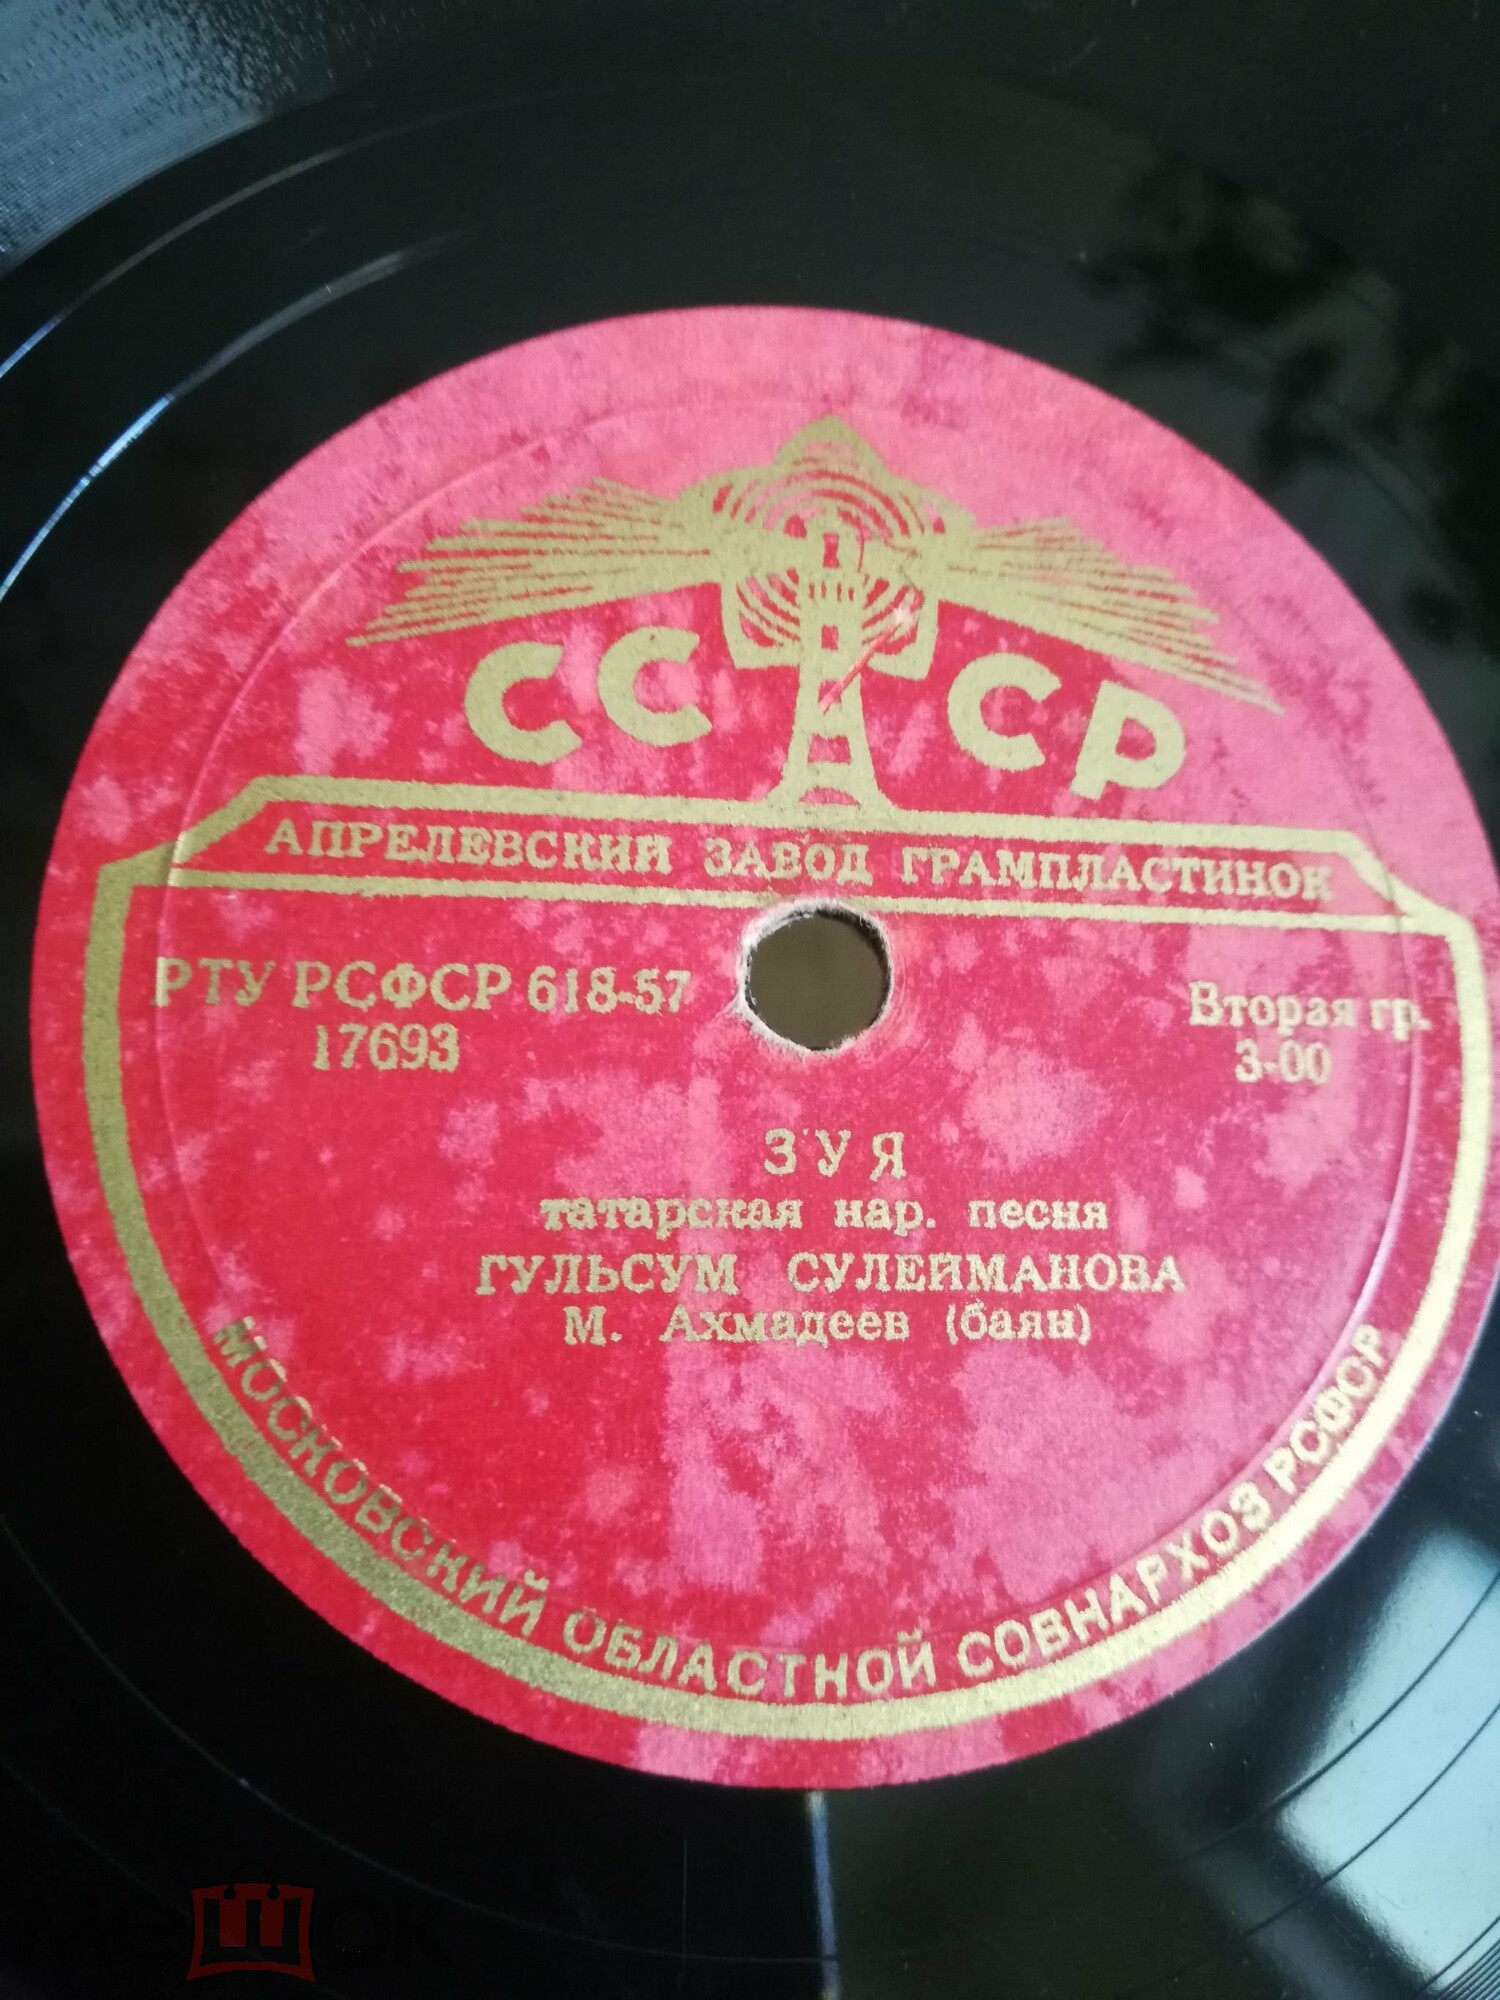 СССР
АПРЕЛЕВСКИЙ ЗАВОД ГРАМПЛАСТИНОК
РТУ РСФСР 618-57
17693
Вторая гр.
3-00
ЗУЯ
татарская нар. песня
ГУЛЬСУМ СУЛЕЙМАНОВА
М. Ахмадеев (баян)
МОСКОВСКИЙ ОБЛАСТНОЙ СОВНАРХОЗ РСФСР